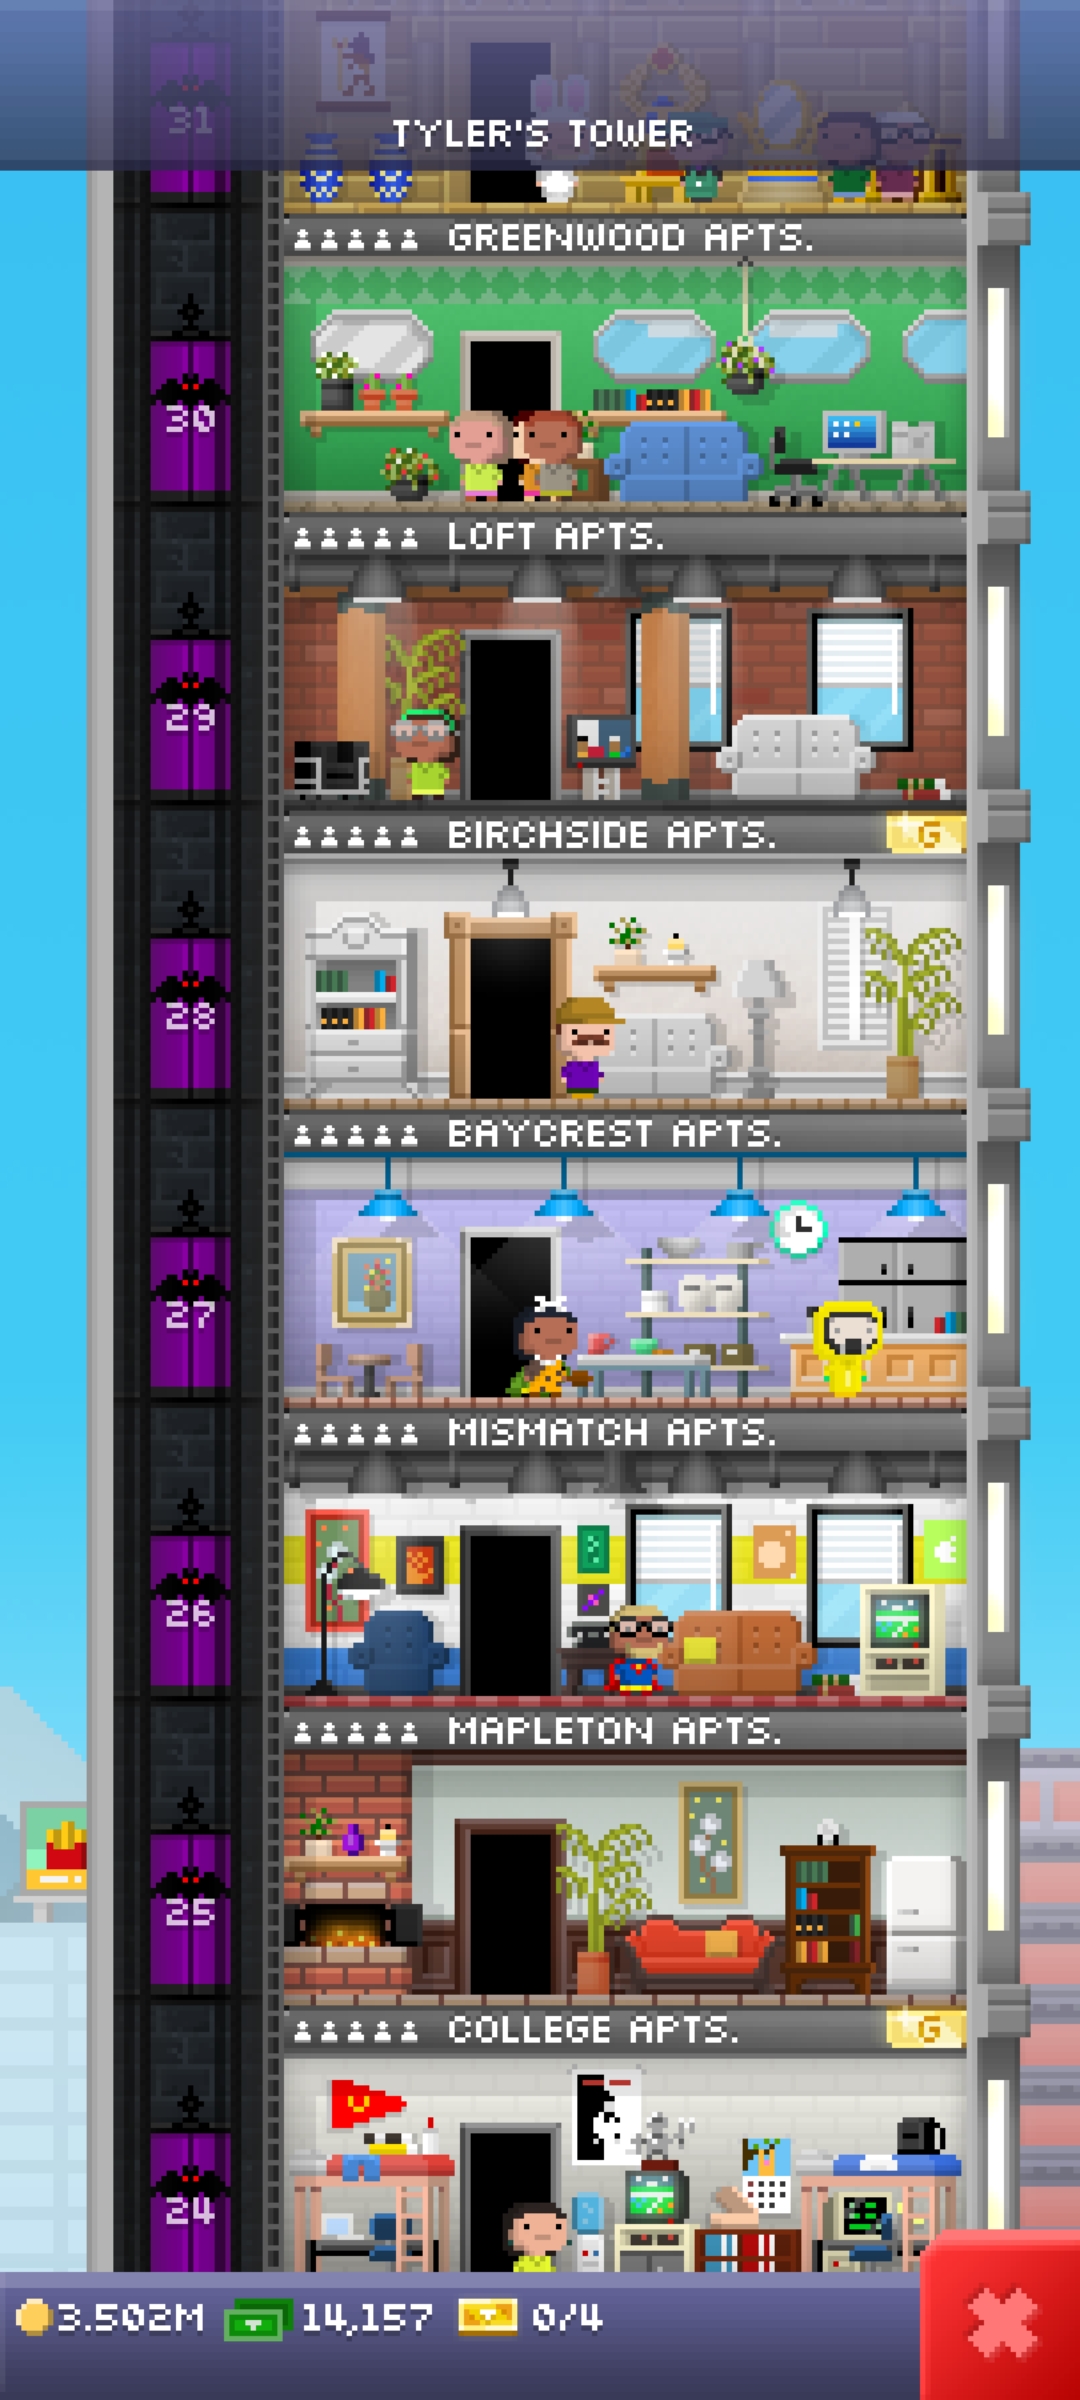 TYLER'S TOWER
31
GREENWOOD APTS.
30
LOFT APTS.
29
BIRCHSIDE APTS. G
28
BAYCREST APTS.
27
MISMATCH APTS.
26
MAPLETON APTS.
25
COLLEGE APTS. G
24
3.502M 14,157 0/4